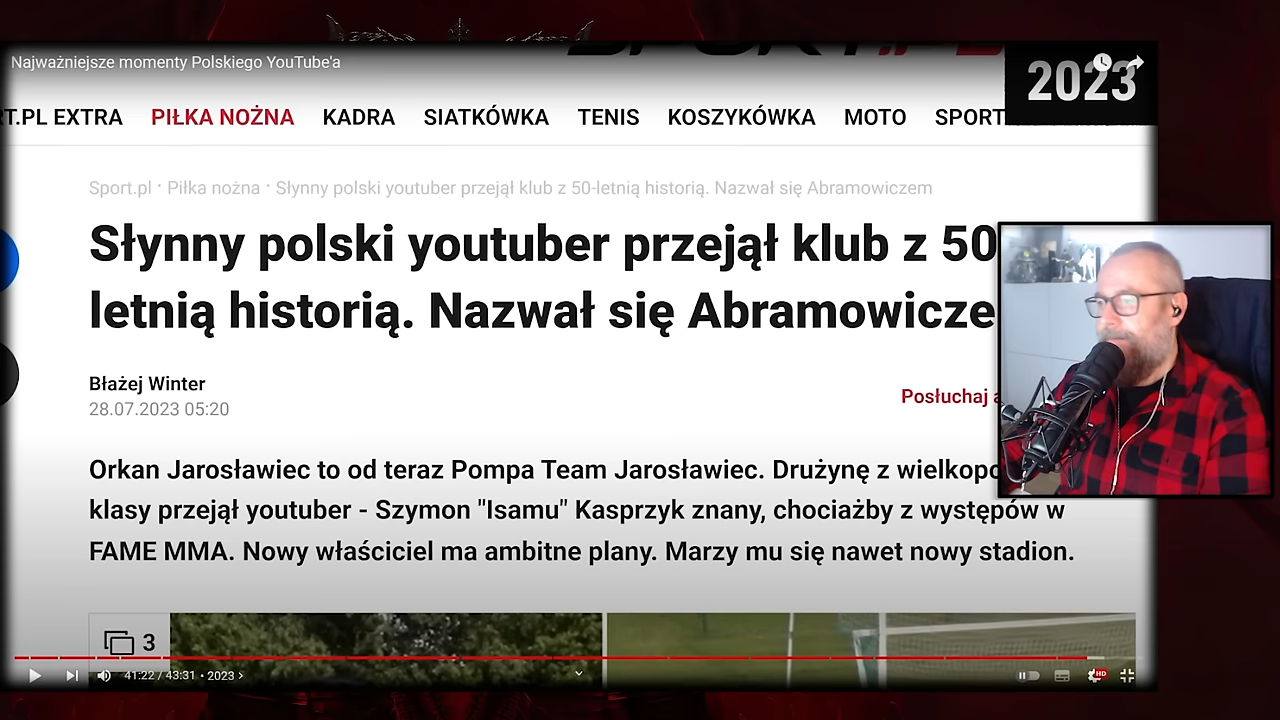 Najważniejsze momenty Polskiego YouTube'a
2023
RT.PL EXTRA PIŁKA NOŻNA KADRA SIATKÓWKA TENIS KOSZYKÓWKA MOTO SPORT
Sport.pl · Piłka nożna · Słynny polski youtuber przejął klub z 50-letnią historią. Nazwał się Abramowiczem
Słynny polski youtuber przejął klub z 50
letnią historią. Nazwał się Abramowicze
Błażej Winter
28.07.2023 05:20
Posłuchaj a
Orkan Jarosławiec to od teraz Pompa Team Jarosławiec. Drużynę z wielkopo
klasy przejął youtuber - Szymon "Isamu" Kasprzyk znany, chociażby z występów w
FAME MMA. Nowy właściciel ma ambitne plany. Marzy mu się nawet nowy stadion.
3
41:22 / 43:31 • 2023 >
HD